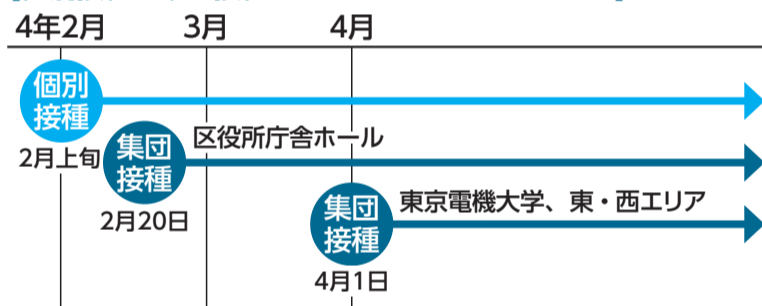 4年2月
3月
4月
個別
接種
2月上旬
集団
接種
区役所庁舎ホール
2月20日
集団
接種
東京電機大学、東・西エリア
4月1日